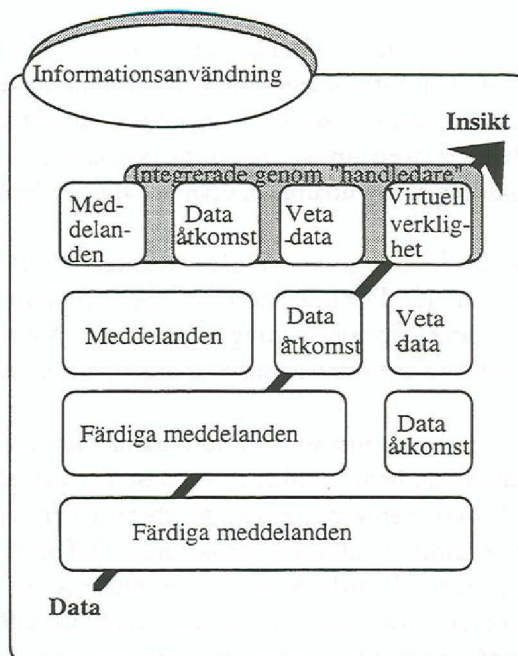 Informationsanvändning
Insikt
Integrerade genom "handledare"
Med-
delan-
den
Data
åtkomst
Veta
-data
Virtuell
verklig-
het
Meddelanden
Data
åtkomst
Veta
-data
Färdiga meddelanden
Data
åtkomst
Färdiga meddelanden
Data